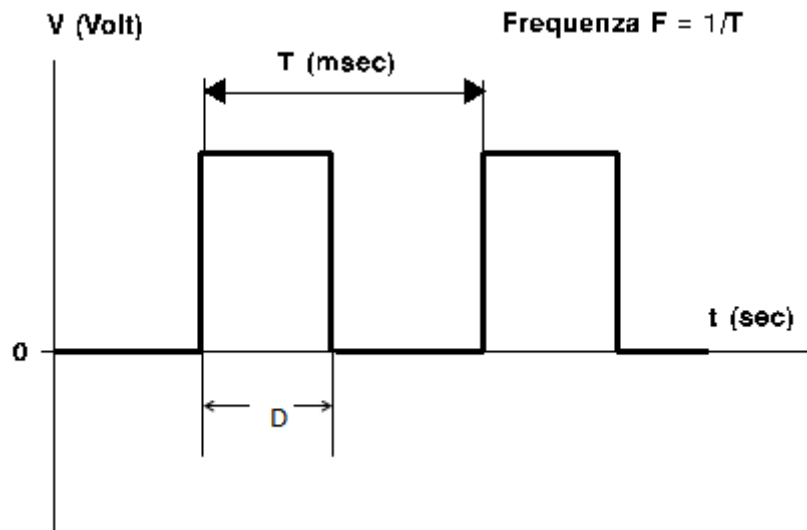 V (Volt)
Frequenza F = 1/T
T (msec)
t (sec)
0
D